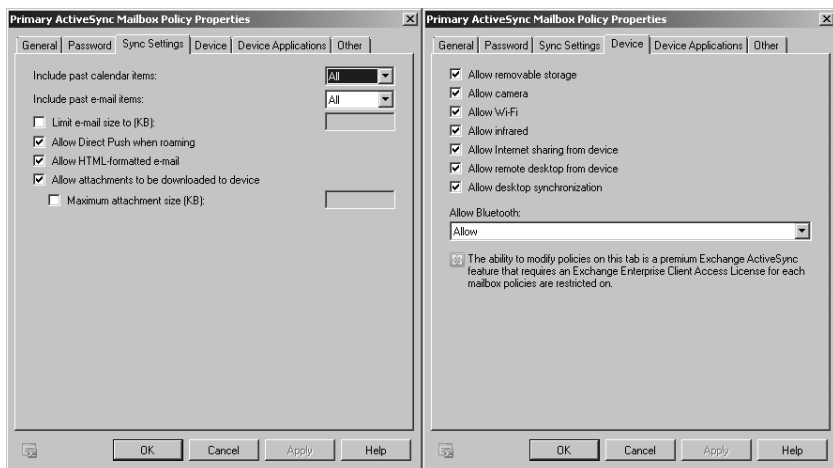 Primary ActiveSync Mailbox Policy Properties
General Password Sync Settings Device Device Applications Other
Include past calendar items: All
Include past e-mail items: All
Limit e-mail size to (KB):
Allow Direct Push when roaming
Allow HTML-formatted e-mail
Allow attachments to be downloaded to device
Maximum attachment size (KB):
OK Cancel Apply Help
Primary ActiveSync Mailbox Policy Properties
General Password Sync Settings Device Device Applications Other
Allow removable storage
Allow camera
Allow Wi-Fi
Allow infrared
Allow Internet sharing from device
Allow remote desktop from device
Allow desktop synchronization
Allow Bluetooth:
Allow
The ability to modify policies on this tab is a premium Exchange ActiveSync
feature that requires an Exchange Enterprise Client Access License for each
mailbox policies are restricted on.
OK Cancel Apply Help